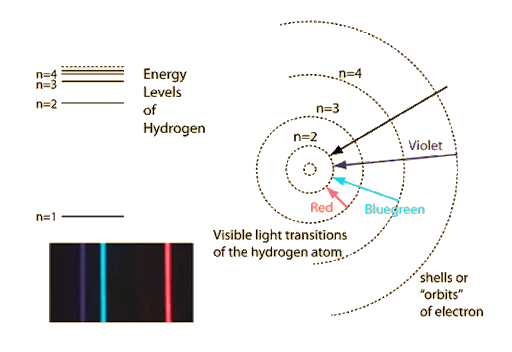 n=4
n=3
n=2
n=1
Energy
Levels
of
Hydrogen
n=4
n=3
n=2
Violet
Red
Bluegreen
Visible light transitions
of the hydrogen atom
shells or
"orbits"
of electron